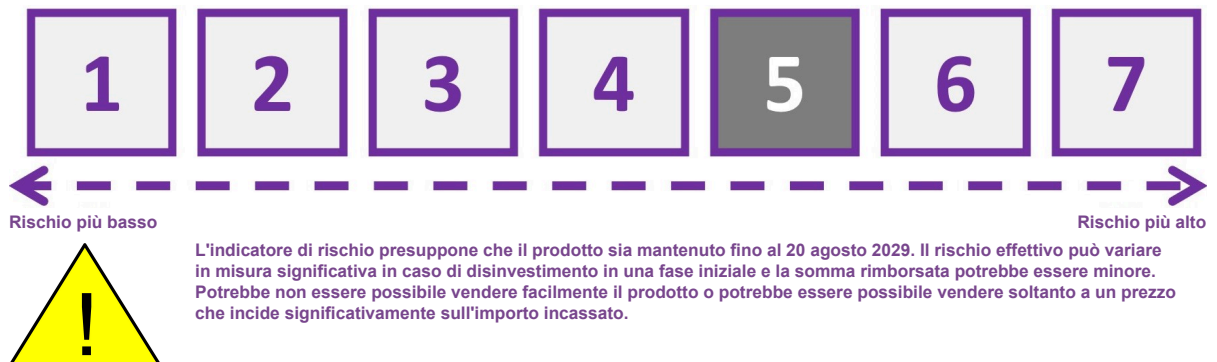 1 2 3 4 5 6 7
Rischio più basso Rischio più alto
L'indicatore di rischio presuppone che il prodotto sia mantenuto fino al 20 agosto 2029. Il rischio effettivo può variare
in misura significativa in caso di disinvestimento in una fase iniziale e la somma rimborsata potrebbe essere minore.
Potrebbe non essere possibile vendere facilmente il prodotto o potrebbe essere possibile vendere soltanto a un prezzo
che incide significativamente sull'importo incassato.
!